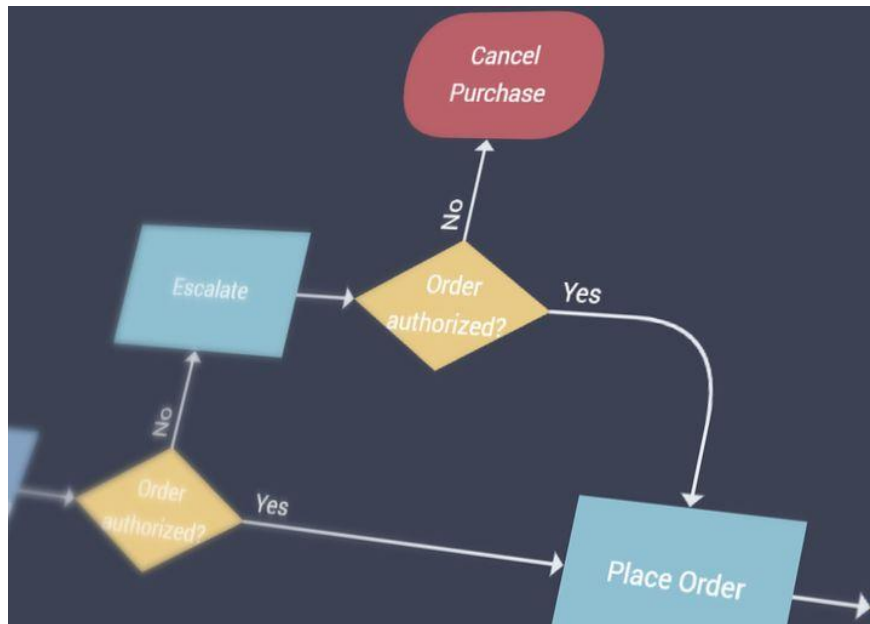 Cancel
Purchase
No
Escalate
Order
authorized?
Yes
No
Order
authorized?
Yes
Place Order